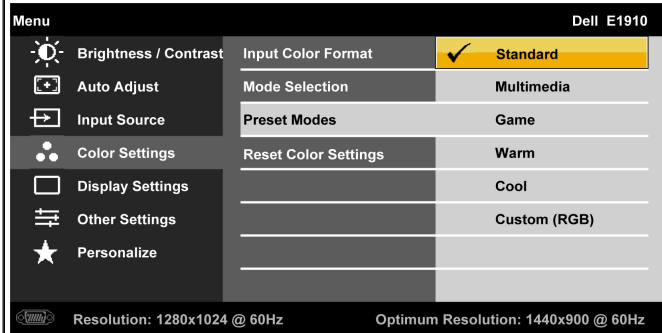 Menu Dell E1910
Brightness / Contrast Input Color Format Standard
Auto Adjust Mode Selection Multimedia
Input Source Preset Modes Game
Color Settings Reset Color Settings Warm
Display Settings Cool
Other Settings Custom (RGB)
Personalize
Resolution: 1280x1024 @ 60Hz Optimum Resolution: 1440x900 @ 60Hz